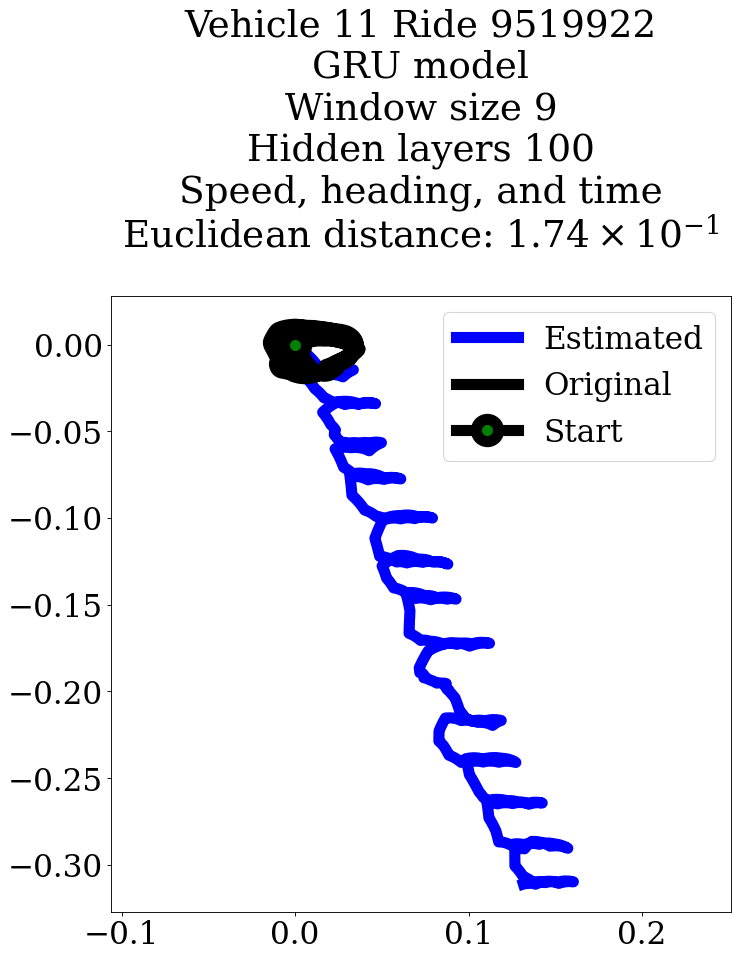 Vehicle 11 Ride 9519922
GRU model
Window size 9
Hidden layers 100
Speed, heading, and time
Euclidean distance: 1.74 × 10⁻¹
Estimated
Original
Start
0.00
−0.05
−0.10
−0.15
−0.20
−0.25
−0.30
−0.1 0.0 0.1 0.2